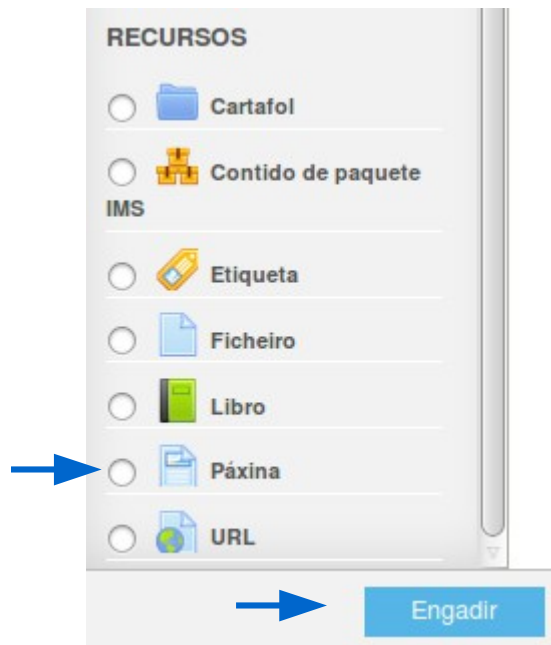 RECURSOS
Cartafol
Contido de paquete
IMS
Etiqueta
Ficheiro
Libro
Páxina
URL
Engadir